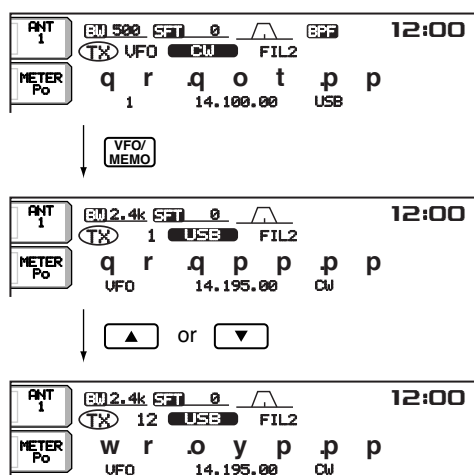 ANT
1
BW 500 SFT 0 BPF 12:00
TX VFO CW FIL2
METER
Po
q r .q o t .p p
1 14.100.00 USB
VFO/
MEMO
ANT
1
BW 2.4k SFT 0 12:00
TX 1 USB FIL2
METER
Po
q r .q p p .p p
VFO 14.195.00 CW
▲ or ▼
ANT
1
BW 2.4k SFT 0 12:00
TX 12 USB FIL2
METER
Po
w r .o y p .p p
VFO 14.195.00 CW